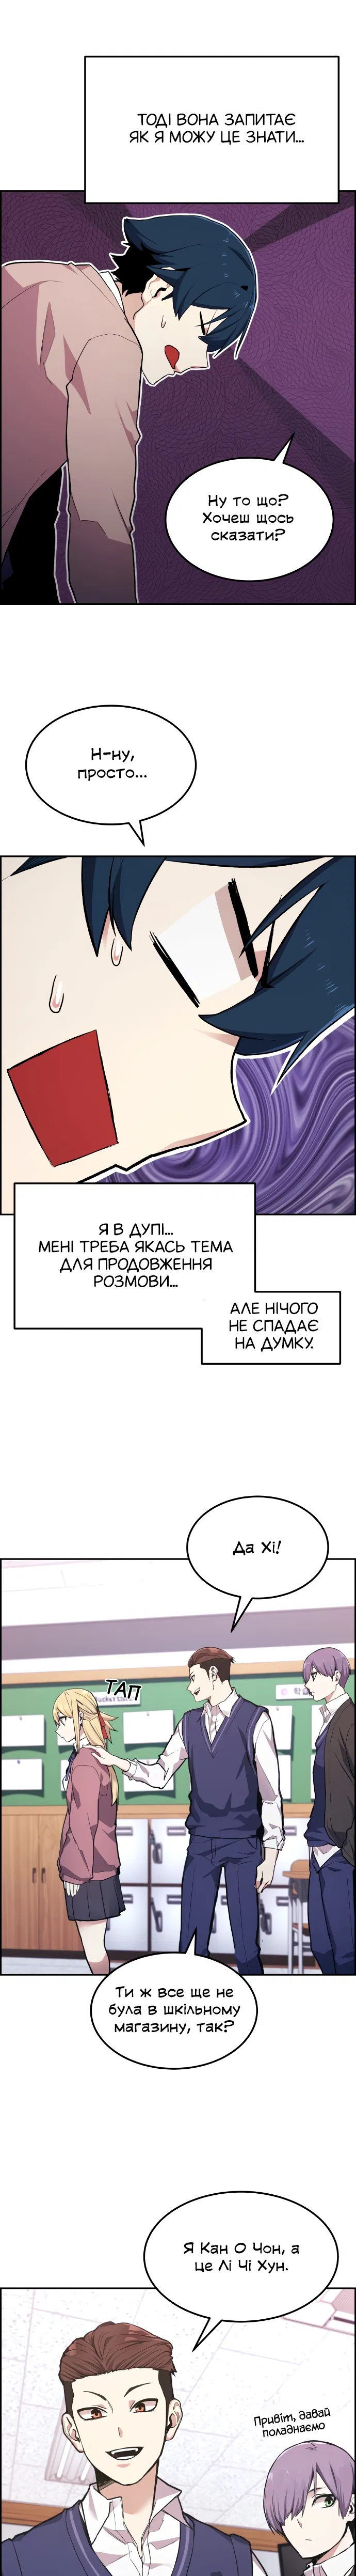 ТОДІ ВОНА ЗАПИТАЄ
ЯК Я МОЖУ ЦЕ ЗНАТИ...
Ну то що?
Хочеш щось
сказати?
Н-ну,
просто...
Я В ДУПІ...
МЕНІ ТРЕБА ЯКАСЬ ТЕМА
ДЛЯ ПРОДОВЖЕННЯ
РОЗМОВИ...
АЛЕ НІЧОГО
НЕ СПАДАЄ
НА ДУМКУ.
Да Хі!
ТАП
Ти ж все ще не
була в шкільному
магазину, так?
Я Кан О Чон, а
це Лі Чі Хун.
Привіт, давай
поладнаємо